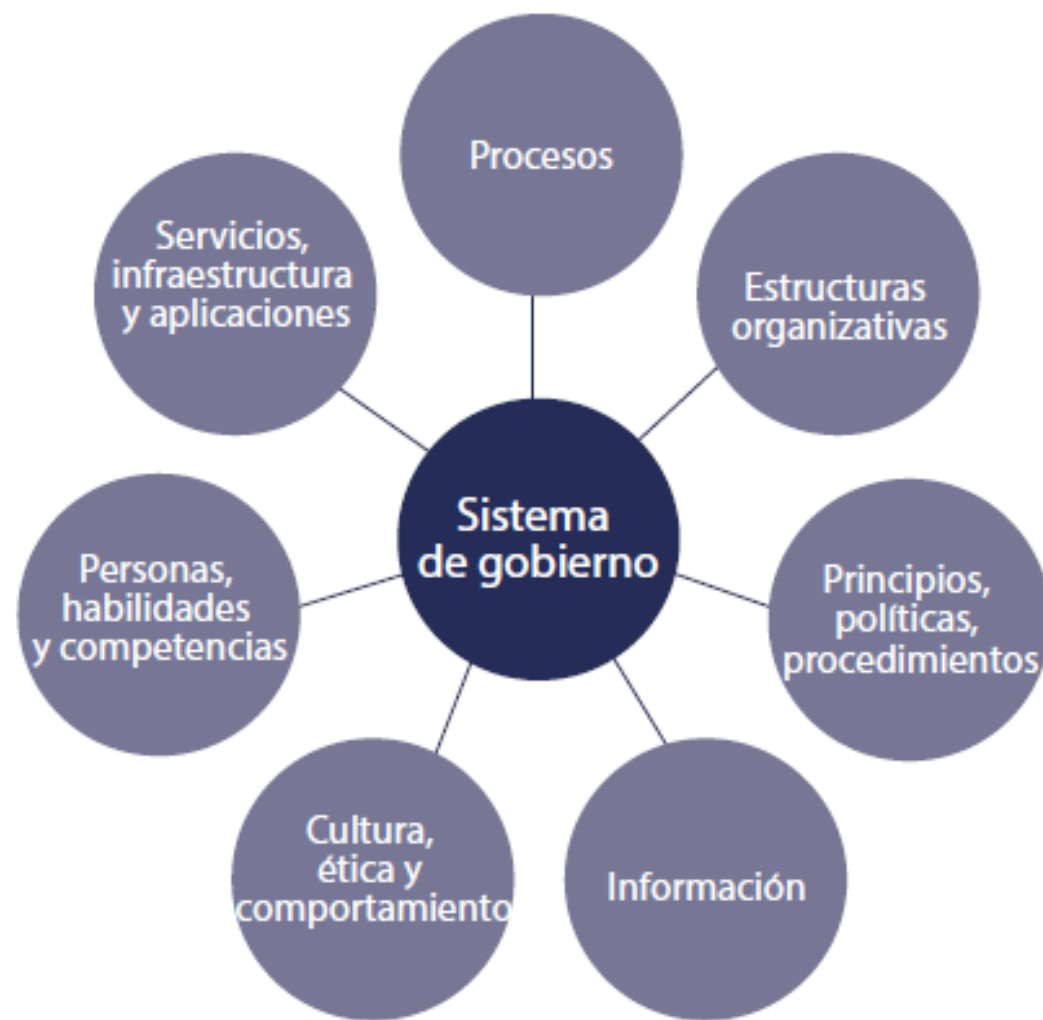 Procesos
Estructuras
organizativas
Principios,
políticas,
procedimientos
Información
Cultura,
ética y
comportamiento
Personas,
habilidades
y competencias
Servicios,
infraestructura
y aplicaciones
Sistema
de gobierno